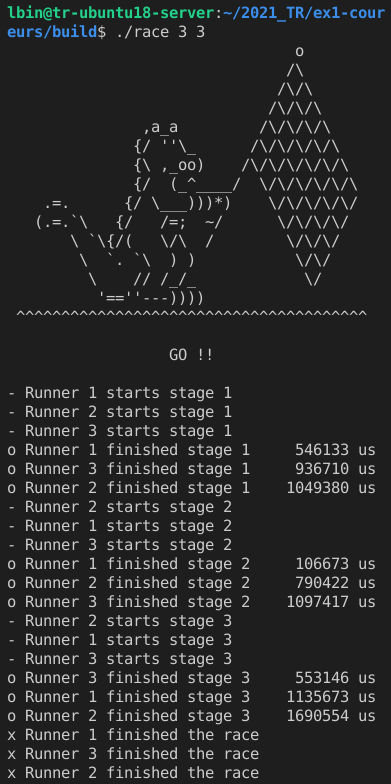 lbin@tr-ubuntu18-server:~/2021_TR/ex1-cour
eurs/build$ ./race 3 3
                                o
                               /\
                              /\/\
                             /\/\/\
               ,a_a         /\/\/\/\
              {/ ''\_      /\/\/\/\/\
              {\ ,_oo)    /\/\/\/\/\/\
              {/  (_^____/  \/\/\/\/\/\
    .=.      {/ \___)))*)    \/\/\/\/\/
   (.=.`\   {/   /=;  ~/      \/\/\/\/
       \ `\{/(   \/\  /        \/\/\/
        \  `. `\  ) )           \/\/
         \    // /_/_            \/
          '==''---))))
 ^^^^^^^^^^^^^^^^^^^^^^^^^^^^^^^^^^^^^^^
                  GO !!
- Runner 1 starts stage 1
- Runner 2 starts stage 1
- Runner 3 starts stage 1
o Runner 1 finished stage 1     546133 us
o Runner 3 finished stage 1     936710 us
o Runner 2 finished stage 1    1049380 us
- Runner 2 starts stage 2
- Runner 1 starts stage 2
- Runner 3 starts stage 2
o Runner 1 finished stage 2     106673 us
o Runner 2 finished stage 2     790422 us
o Runner 3 finished stage 2    1097417 us
- Runner 2 starts stage 3
- Runner 1 starts stage 3
- Runner 3 starts stage 3
o Runner 3 finished stage 3     553146 us
o Runner 1 finished stage 3    1135673 us
o Runner 2 finished stage 3    1690554 us
x Runner 1 finished the race
x Runner 3 finished the race
x Runner 2 finished the race